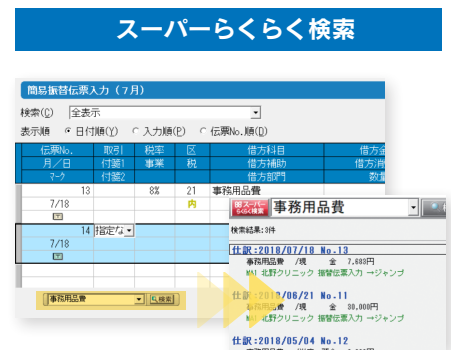 スーパーらくらく検索
簡易振替伝票入力（7月）
検索(C) 全表示
表示順 日付順(Y) 入力順(P) 伝票No.順(D)
伝票No. 取引 税率 区 借方科目 借方金
月／日 付箋1 事業 税 借方補助 借方消
マーク 付箋2 借方部門 数量
13 8% 21 事務用品費
7/18 内
14 指定な
7/18
事務用品費 検索
スーパーらくらく検索 事務用品費
検索結果:3件
仕訳:2018/07/18 No.13
事務用品費 /現 金 7,603円
北野クリニック 振替伝票入力 →ジャンプ
仕訳:2018/06/21 No.11
事務用品費 /現 金 30,000円
北野クリニック 振替伝票入力 →ジャンプ
仕訳:2018/05/04 No.12